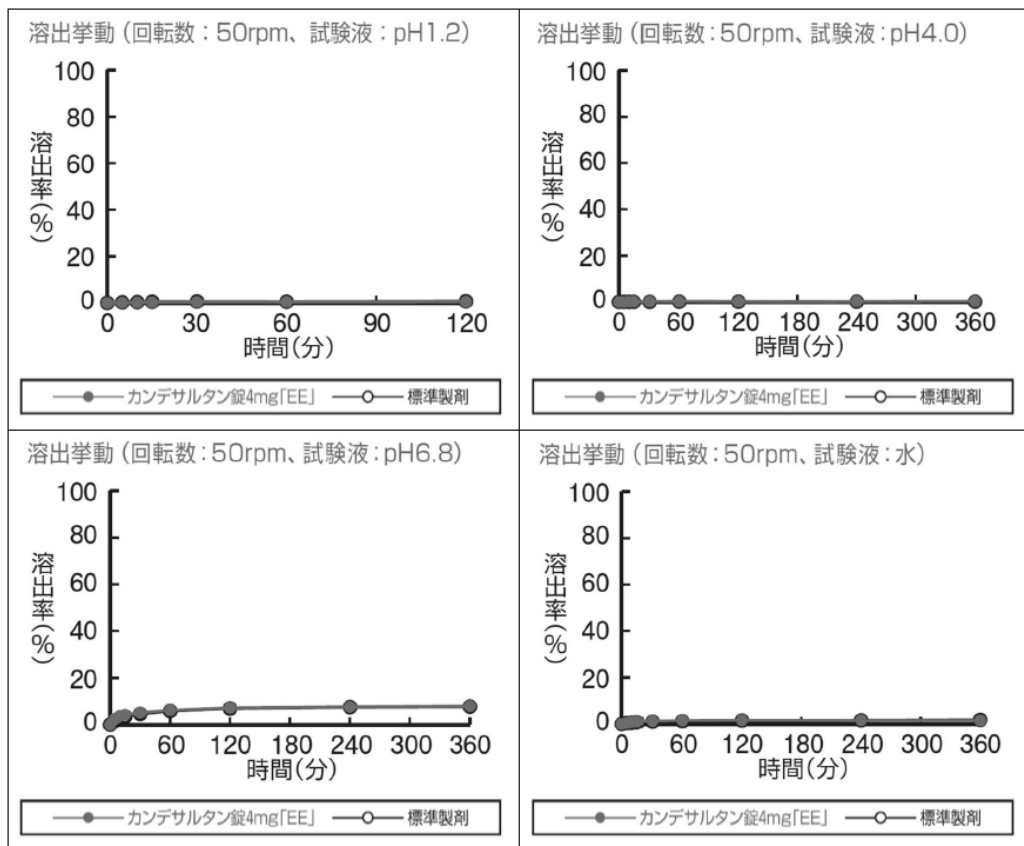 溶出挙動（回転数：50rpm、試験液：pH1.2）
100
80
60
40
20
0
溶出率(%)
0 30 60 90 120
時間(分)
カンデサルタン錠4mg「EE」 標準製剤
溶出挙動（回転数：50rpm、試験液：pH4.0）
100
80
60
40
20
0
溶出率(%)
0 60 120 180 240 300 360
時間(分)
カンデサルタン錠4mg「EE」 標準製剤
溶出挙動（回転数：50rpm、試験液：pH6.8）
100
80
60
40
20
0
溶出率(%)
0 60 120 180 240 300 360
時間(分)
カンデサルタン錠4mg「EE」 標準製剤
溶出挙動（回転数：50rpm、試験液：水）
100
80
60
40
20
0
溶出率(%)
0 60 120 180 240 300 360
時間(分)
カンデサルタン錠4mg「EE」 標準製剤